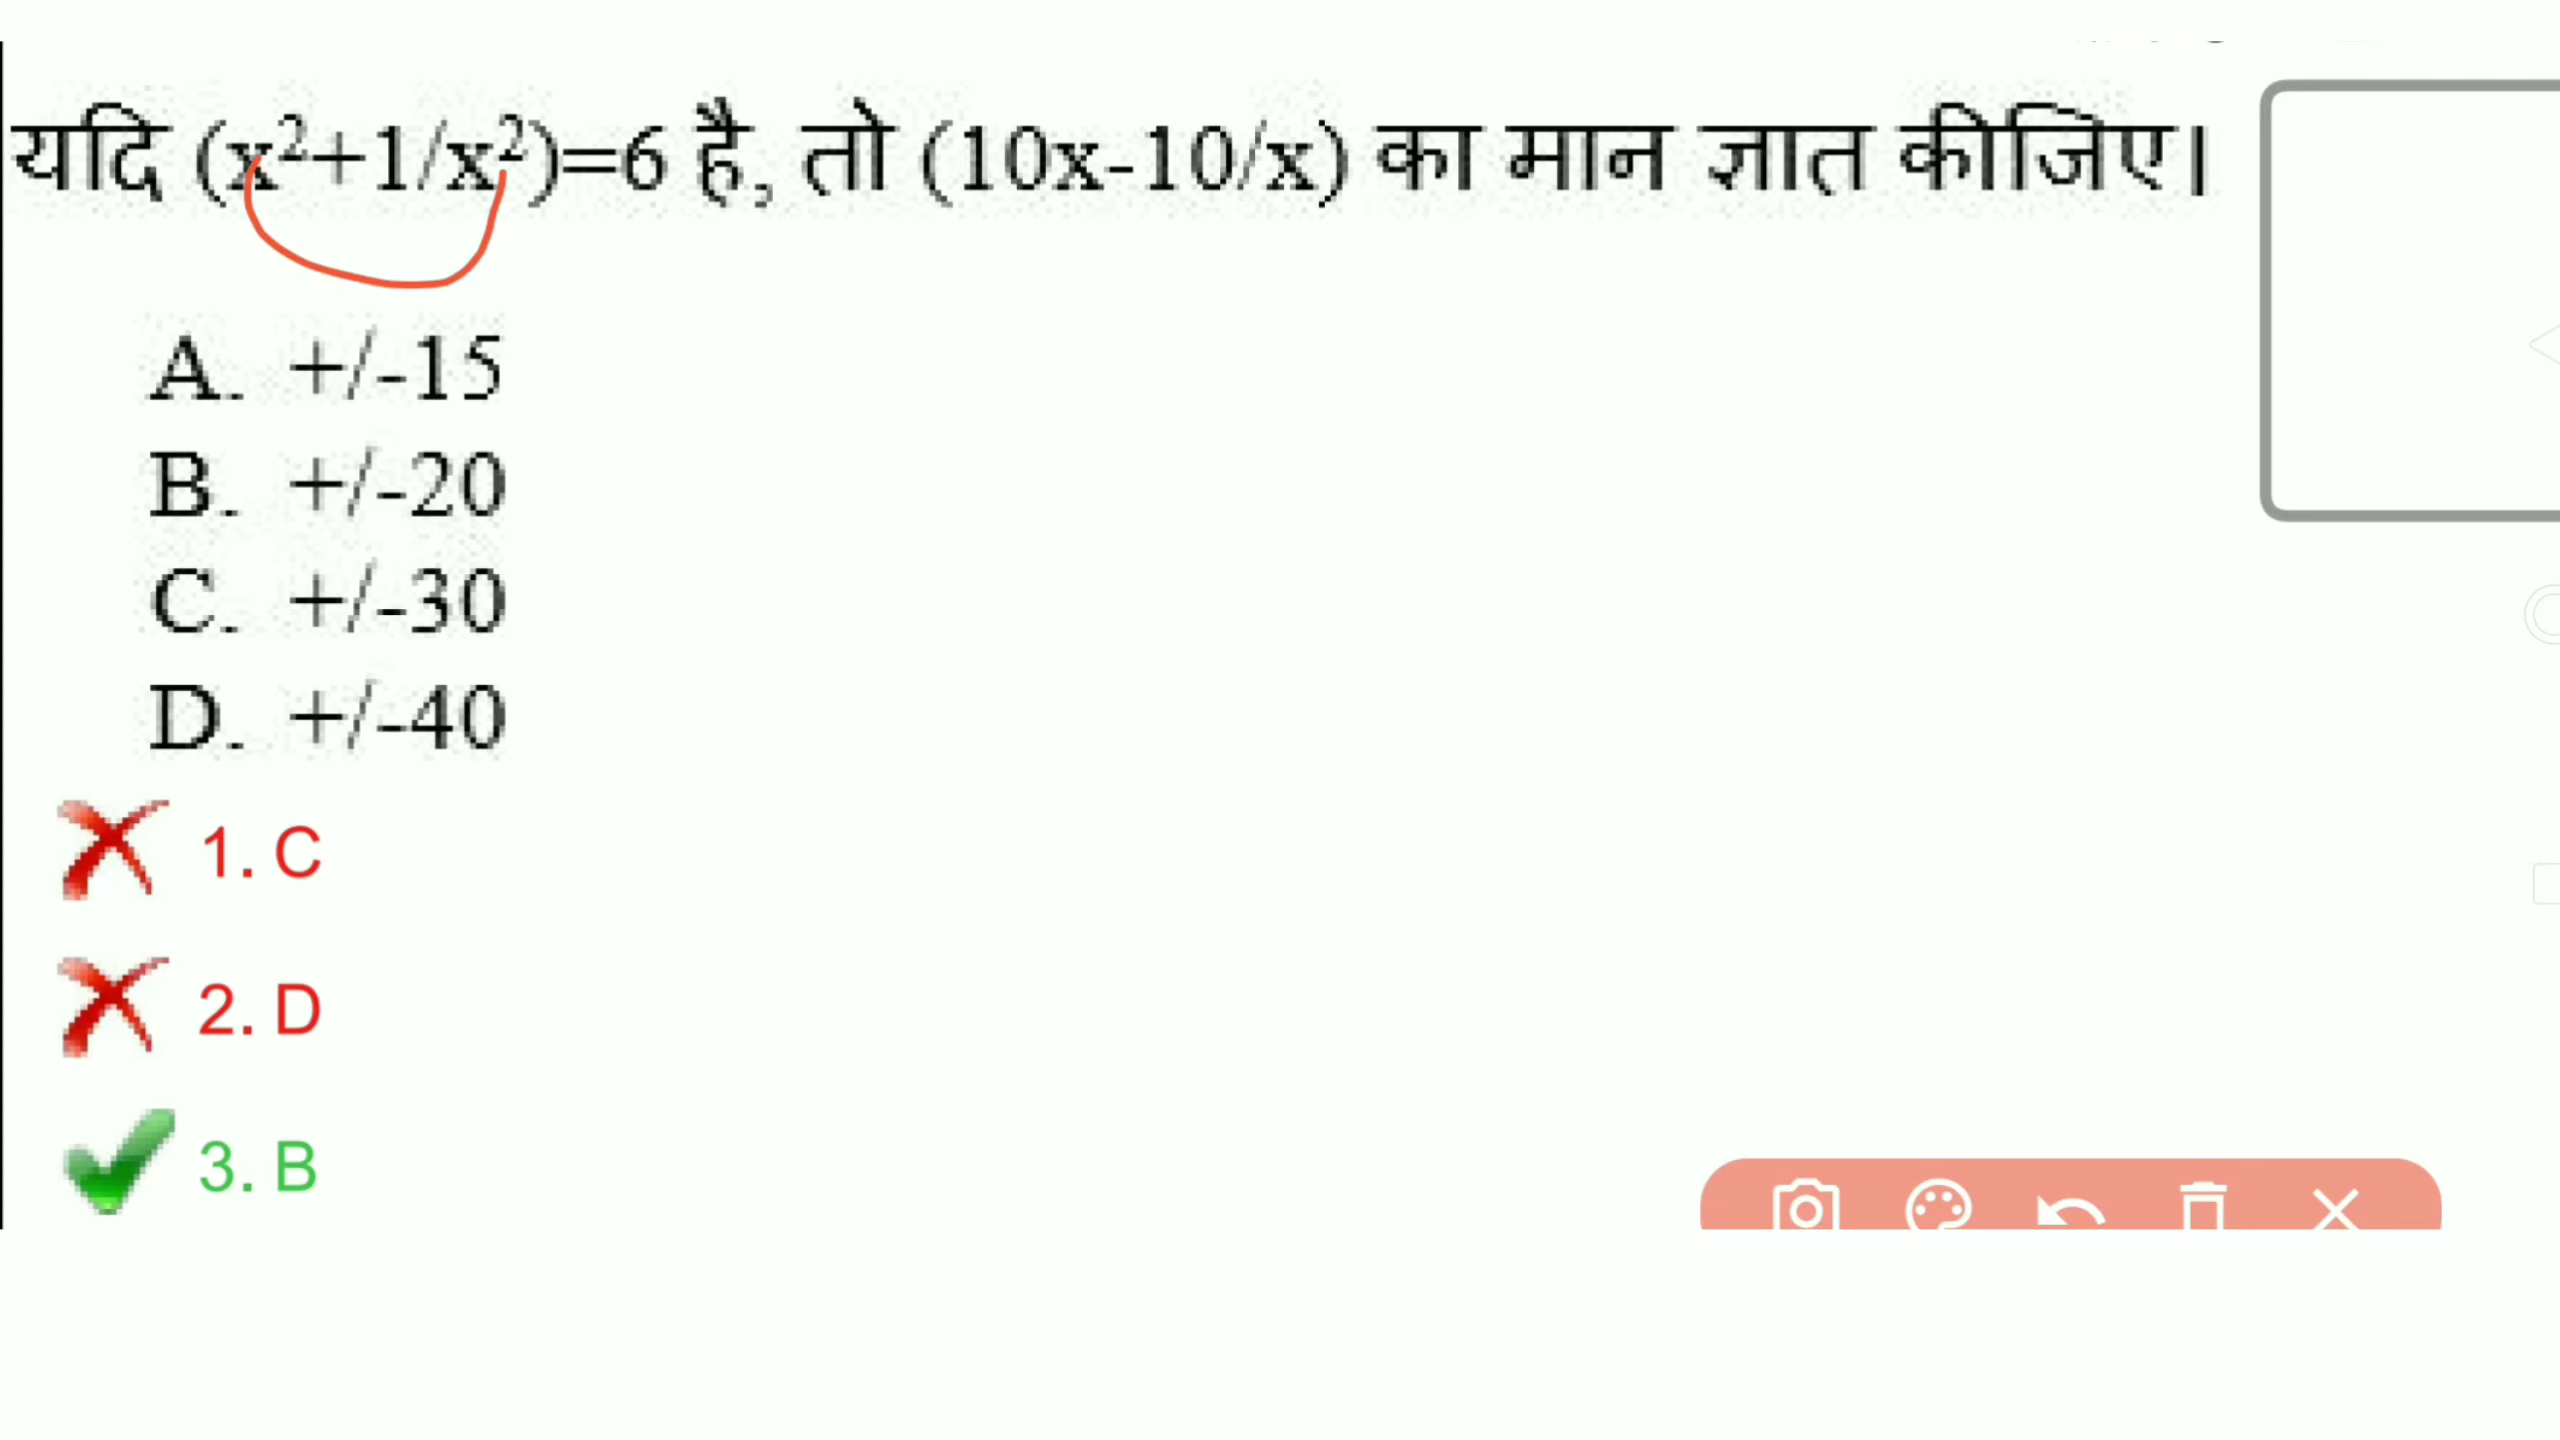 यदि (x²+1/x²)=6 है, तो (10x-10/x) का मान ज्ञात कीजिए।
A. +/-15
B. +/-20
C. +/-30
D. +/-40
1. C
2. D
3. B